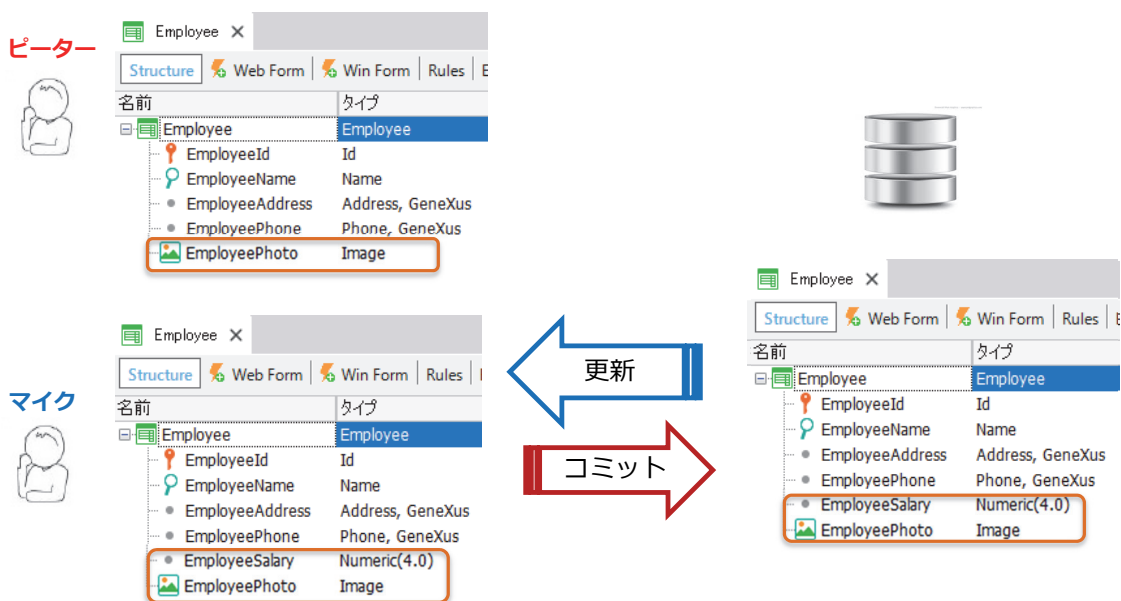 ピーター
Employee
Structure Web Form Win Form Rules E
名前 タイプ
Employee Employee
EmployeeId Id
EmployeeName Name
EmployeeAddress Address, GeneXus
EmployeePhone Phone, GeneXus
EmployeePhoto Image
マイク
Employee
Structure Web Form Win Form Rules
名前 タイプ
Employee Employee
EmployeeId Id
EmployeeName Name
EmployeeAddress Address, GeneXus
EmployeePhone Phone, GeneXus
EmployeeSalary Numeric(4.0)
EmployeePhoto Image
更新
コミット
Employee
Structure Web Form Win Form Rules E
名前 タイプ
Employee Employee
EmployeeId Id
EmployeeName Name
EmployeeAddress Address, GeneXus
EmployeePhone Phone, GeneXus
EmployeeSalary Numeric(4.0)
EmployeePhoto Image